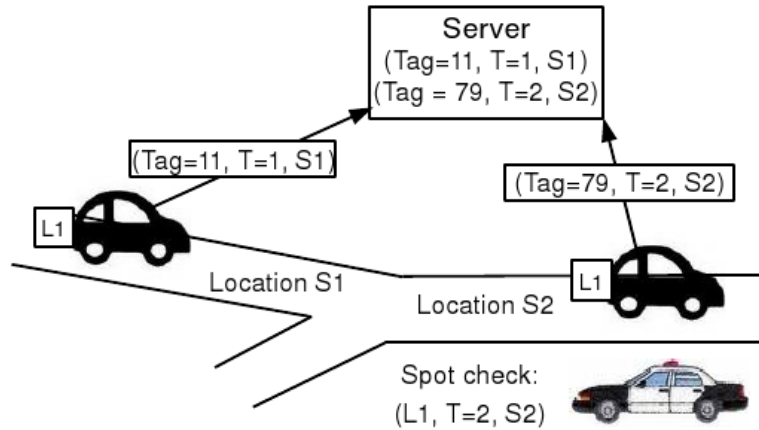 Server
(Tag=11, T=1, S1)
(Tag = 79, T=2, S2)
(Tag=11, T=1, S1)
(Tag=79, T=2, S2)
L1
L1
Location S1
Location S2
Spot check:
(L1, T=2, S2)